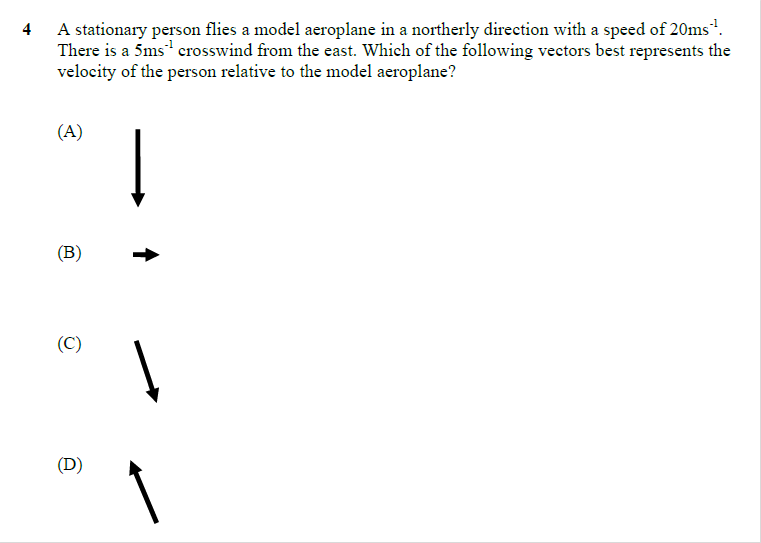 4 A stationary person flies a model aeroplane in a northerly direction with a speed of 20ms⁻¹.
There is a 5ms⁻¹ crosswind from the east. Which of the following vectors best represents the
velocity of the person relative to the model aeroplane?
(A)
(B)
(C)
(D)